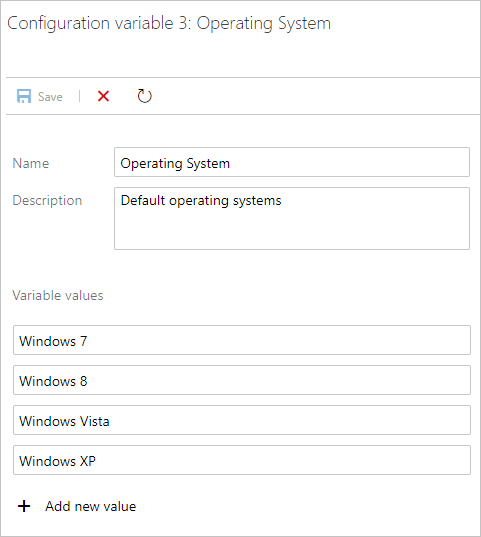 Configuration variable 3: Operating System
Save
Name
Operating System
Description
Default operating systems
Variable values
Windows 7
Windows 8
Windows Vista
Windows XP
Add new value